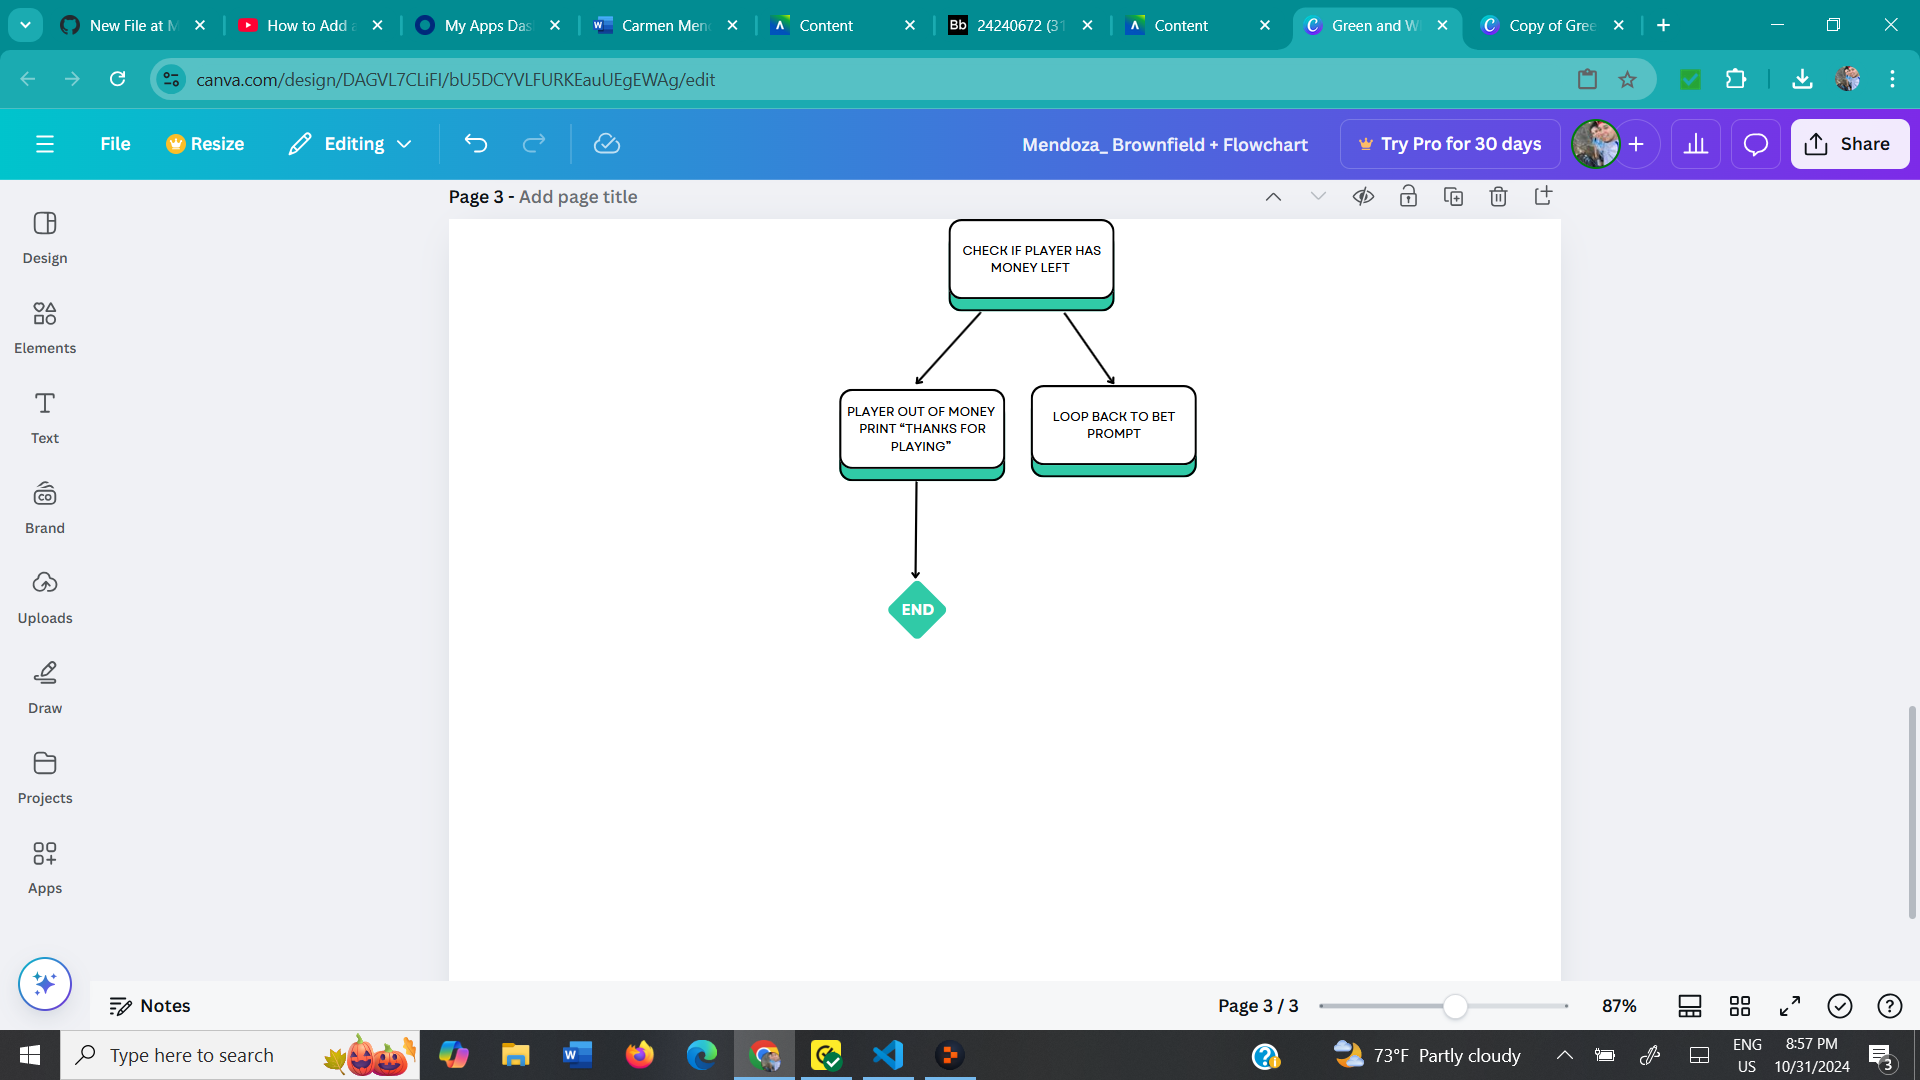 New File at M
How to Add a
My Apps Das
Carmen Mend
Content
24240672 (31
Content
Green and W
Copy of Gree
canva.com/design/DAGVL7CLiFI/bU5DCYVLFURKEauUEgEWAg/edit
File
Resize
Editing
Mendoza_ Brownfield + Flowchart
Try Pro for 30 days
Share
Page 3 - Add page title
Design
Elements
Text
Brand
Uploads
Draw
Projects
Apps
CHECK IF PLAYER HAS
MONEY LEFT
PLAYER OUT OF MONEY
PRINT “THANKS FOR
PLAYING”
LOOP BACK TO BET
PROMPT
END
Notes
Page 3 / 3
87%
Type here to search
73°F Partly cloudy
ENG
US
8:57 PM
10/31/2024
3